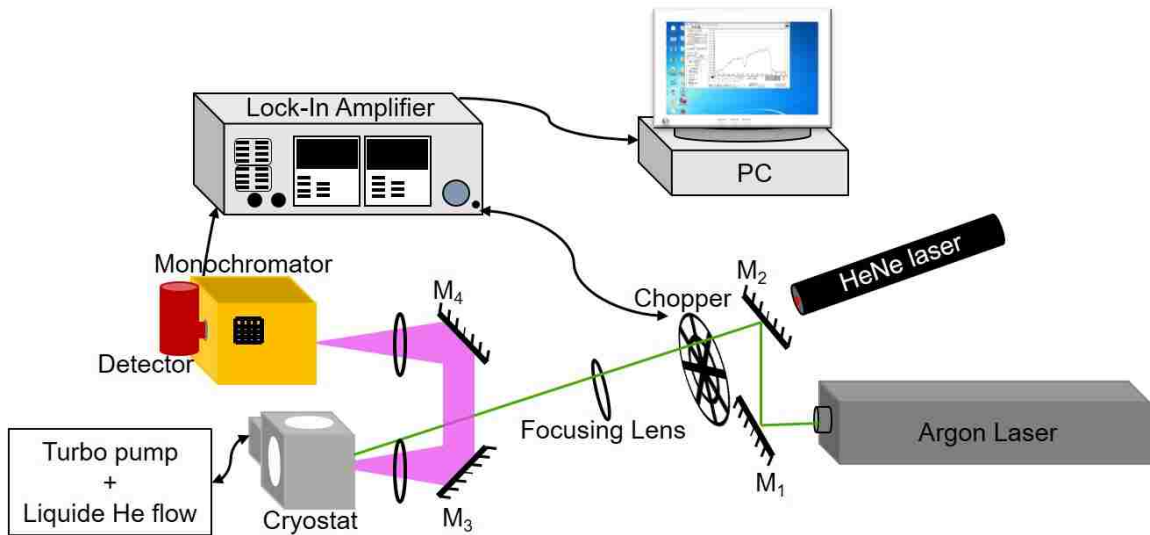 Lock-In Amplifier
PC
HeNe laser
Monochromator
M4
M2
Chopper
Detector
Focusing Lens
Argon Laser
Turbo pump
+
Liquide He flow
Cryostat
M3
M1